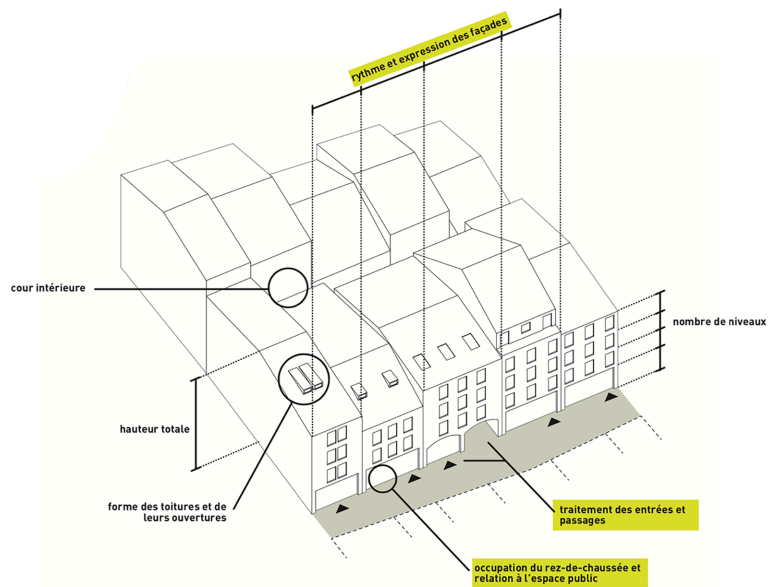 rythme et expression des façades
cour intérieure
nombre de niveaux
hauteur totale
forme des toitures et de
leurs ouvertures
traitement des entrées et
passages
occupation du rez-de-chaussée et
relation à l'espace public